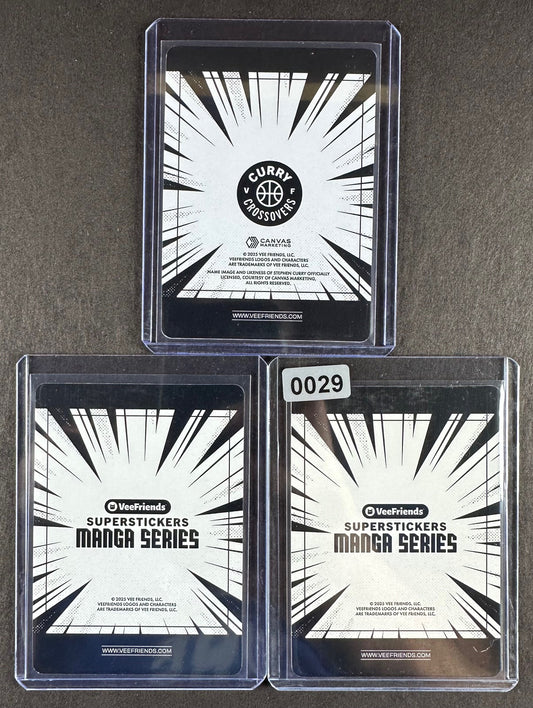 CURRY
V F
CROSSOVERS
CANVAS
MARKETING
© 2025 VEE FRIENDS, LLC.
VEEFRIENDS LOGOS AND CHARACTERS
ARE TRADEMARKS OF VEE FRIENDS, LLC.
NAME IMAGE AND LIKENESS OF STEPHEN CURRY OFFICIALLY
LICENSED, COURTESY OF CANVAS MARKETING,
ALL RIGHTS RESERVED.
WWW.VEEFRIENDS.COM
VeeFriends
SUPERSTICKERS
MANGA SERIES
© 2025 VEE FRIENDS, LLC.
VEEFRIENDS LOGOS AND CHARACTERS
ARE TRADEMARKS OF VEE FRIENDS, LLC.
WWW.VEEFRIENDS.COM
0029
VeeFriends
SUPERSTICKERS
MANGA SERIES
© 2025 VEE FRIENDS, LLC.
VEEFRIENDS LOGOS AND CHARACTERS
ARE TRADEMARKS OF VEE FRIENDS, LLC.
WWW.VEEFRIENDS.COM